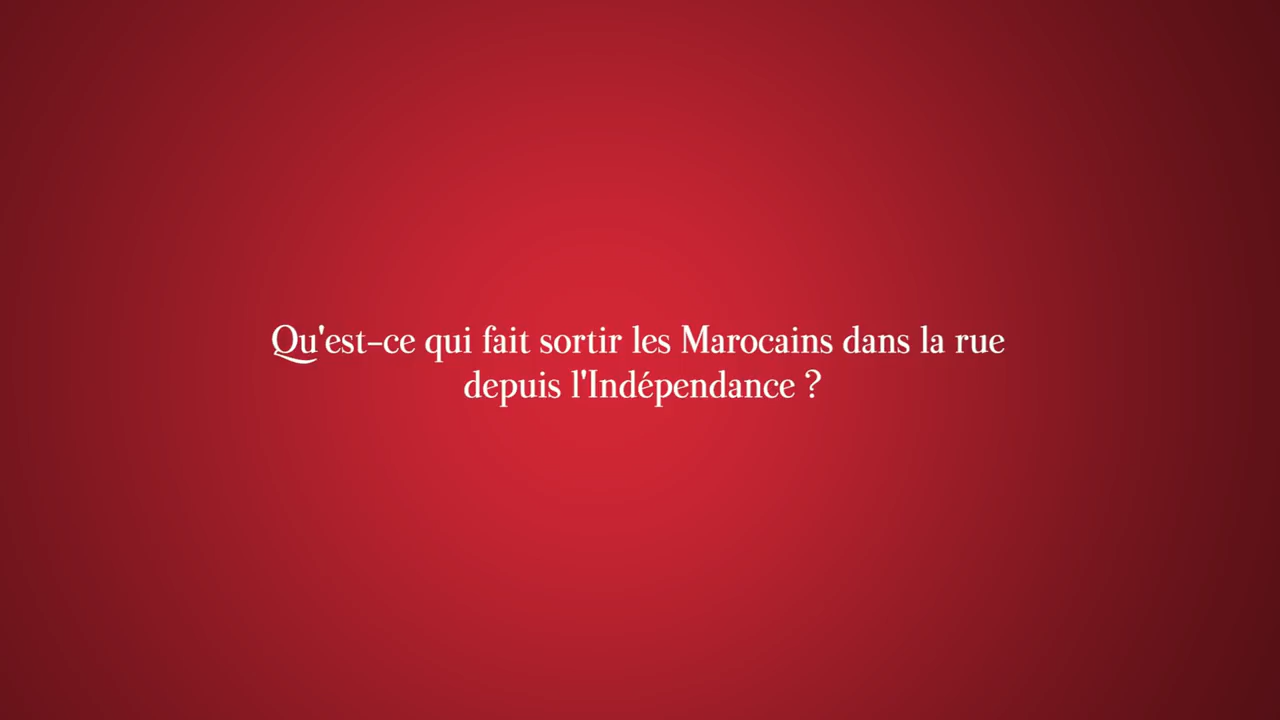 Qu'est-ce qui fait sortir les Marocains dans la rue
depuis l'Indépendance ?